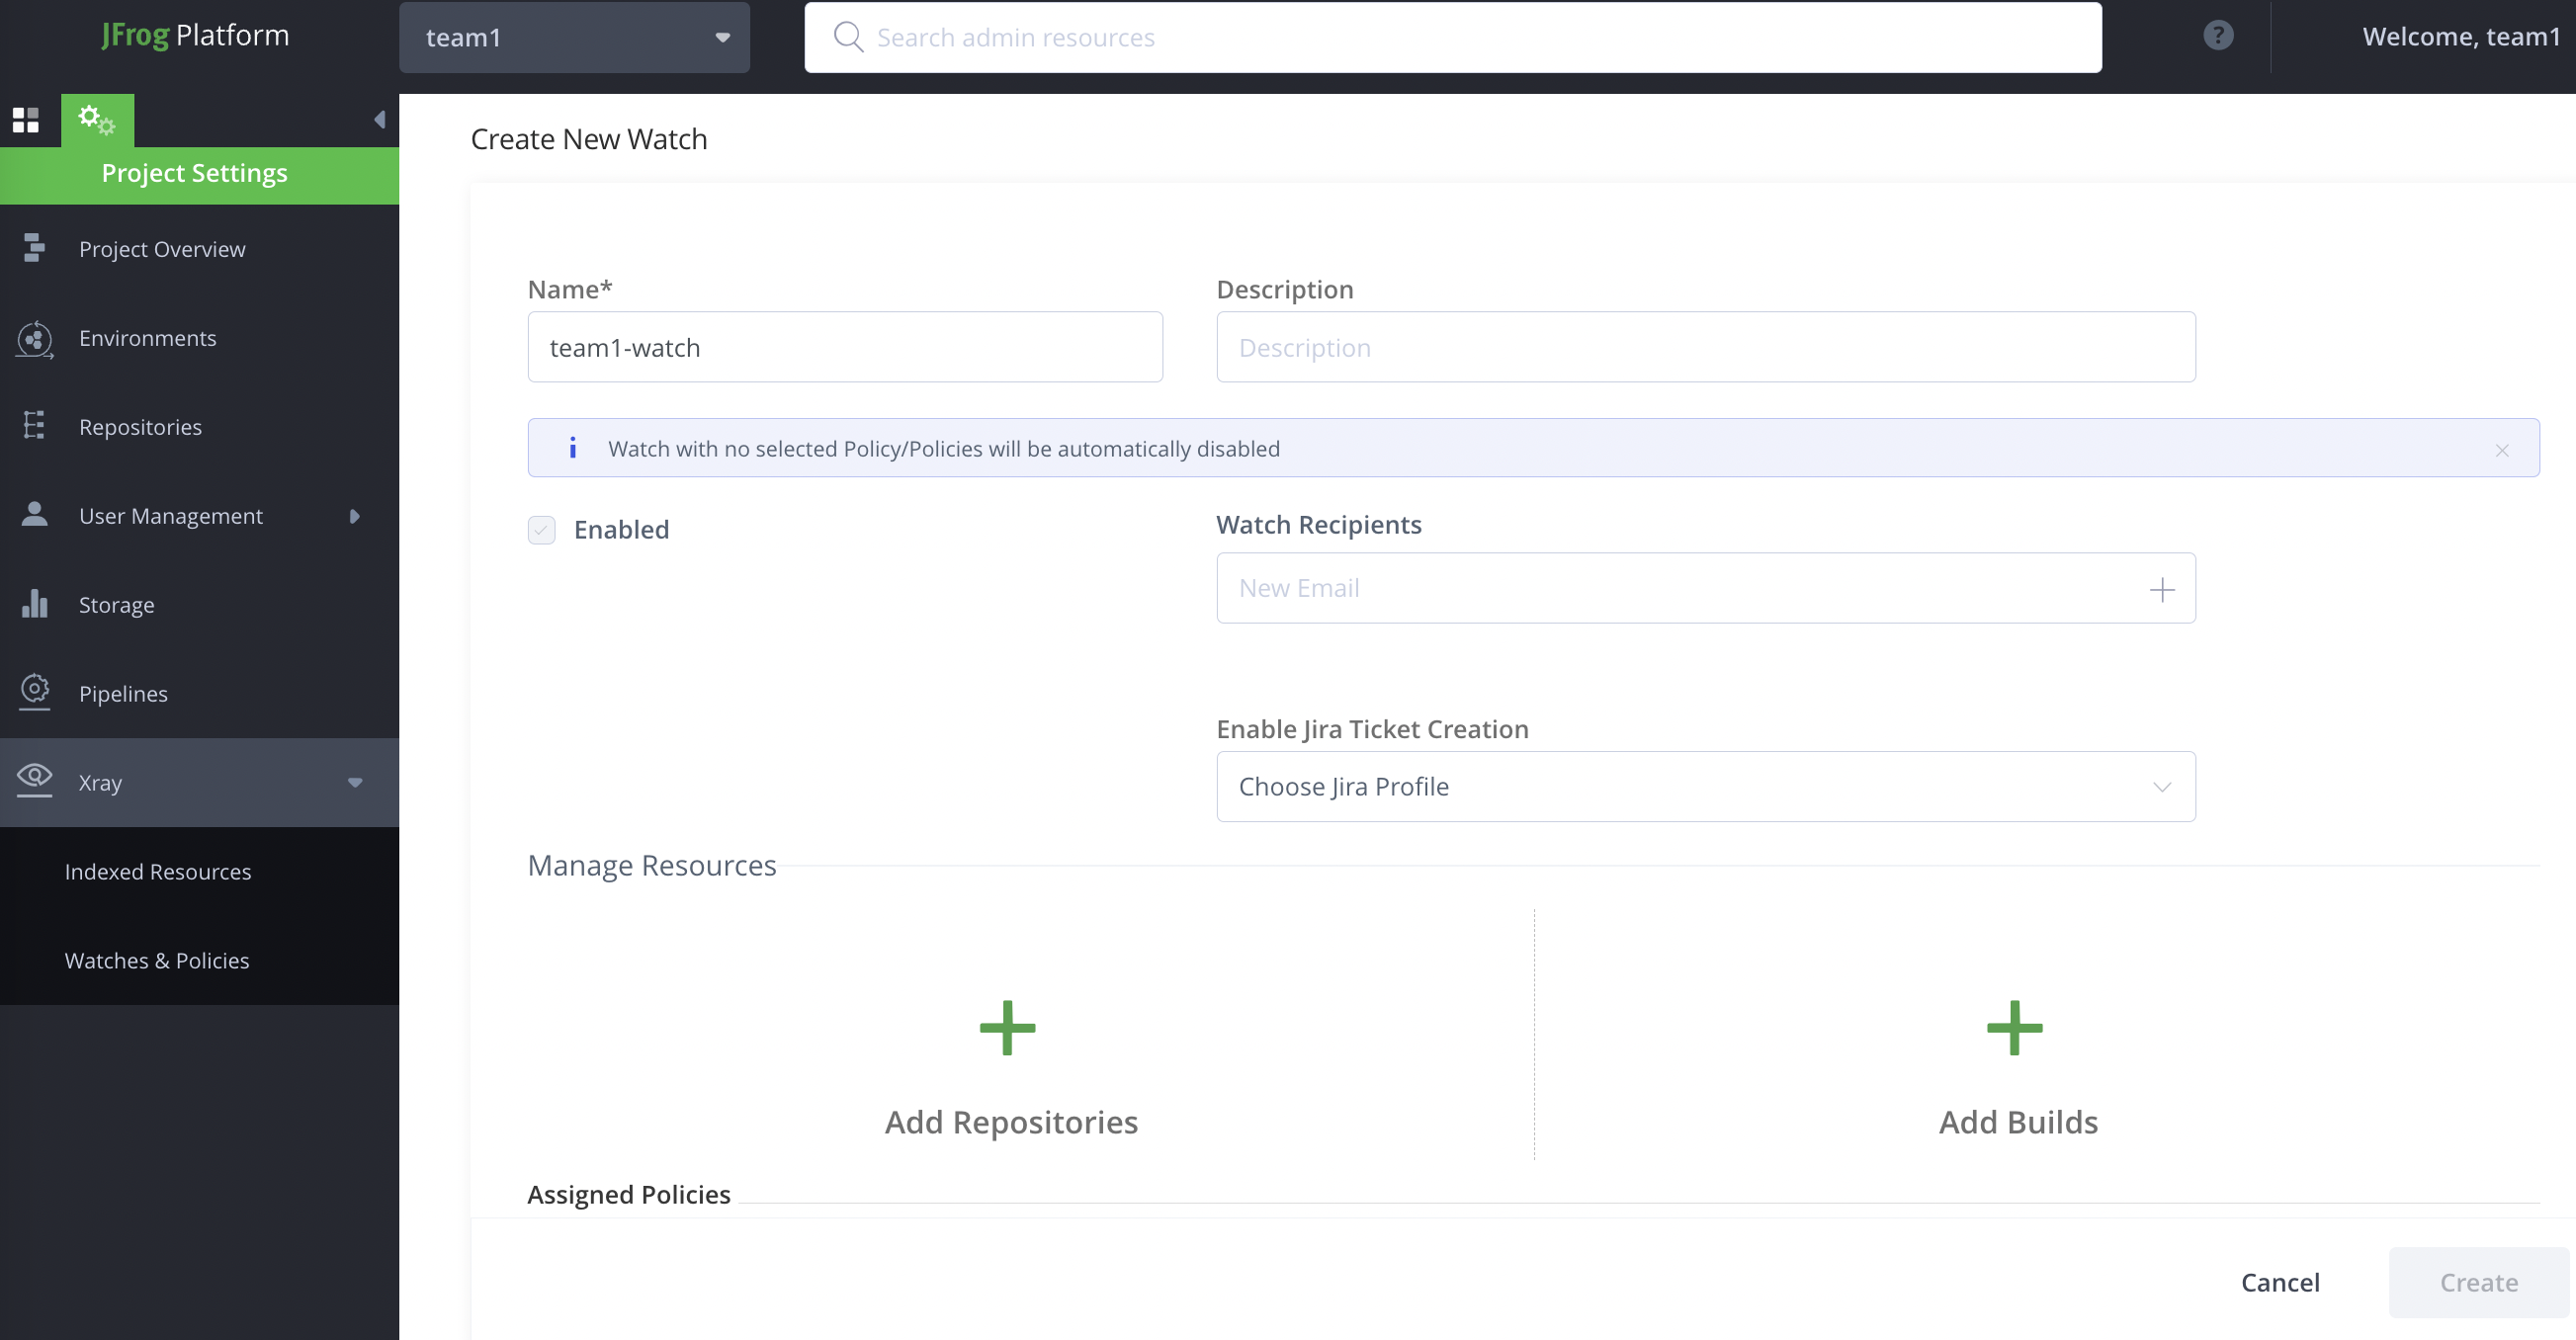 JFrog Platform
team1
Search admin resources
?
Welcome, team1
Project Settings
Project Overview
Environments
Repositories
User Management
Storage
Pipelines
Xray
Indexed Resources
Watches & Policies
Create New Watch
Name*
Description
team1-watch
Description
Watch with no selected Policy/Policies will be automatically disabled
Enabled
Watch Recipients
New Email
Enable Jira Ticket Creation
Choose Jira Profile
Manage Resources
Add Repositories
Add Builds
Assigned Policies
Cancel
Create